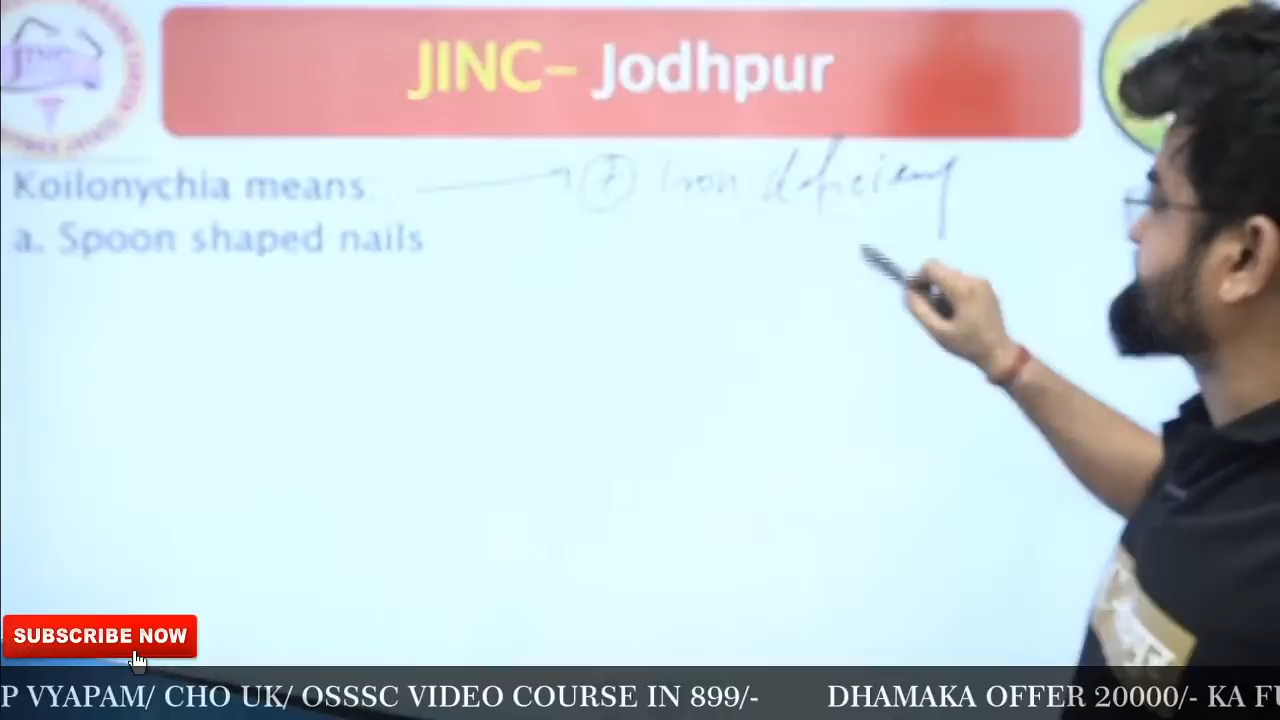 JINC- Jodhpur
Koilonychia means: Iron deficiency
a. Spoon shaped nails
SUBSCRIBE NOW
P VYAPAM/ CHO UK/ OSSSC VIDEO COURSE IN 899/- DHAMAKA OFFER 20000/- KA